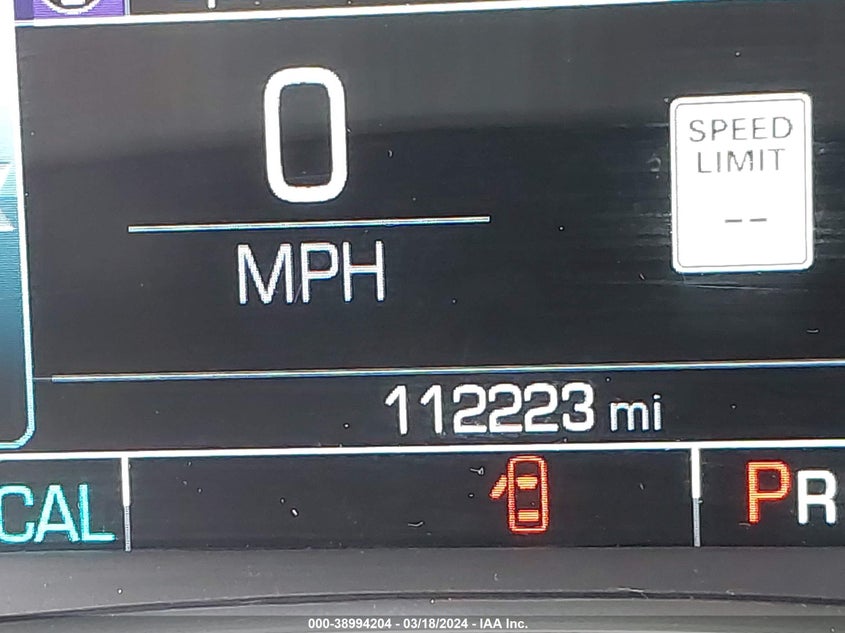 0
SPEED
LIMIT
--
MPH
112223 mi
CAL
PR
000-38994204 - 03/18/2024 - IAA Inc.